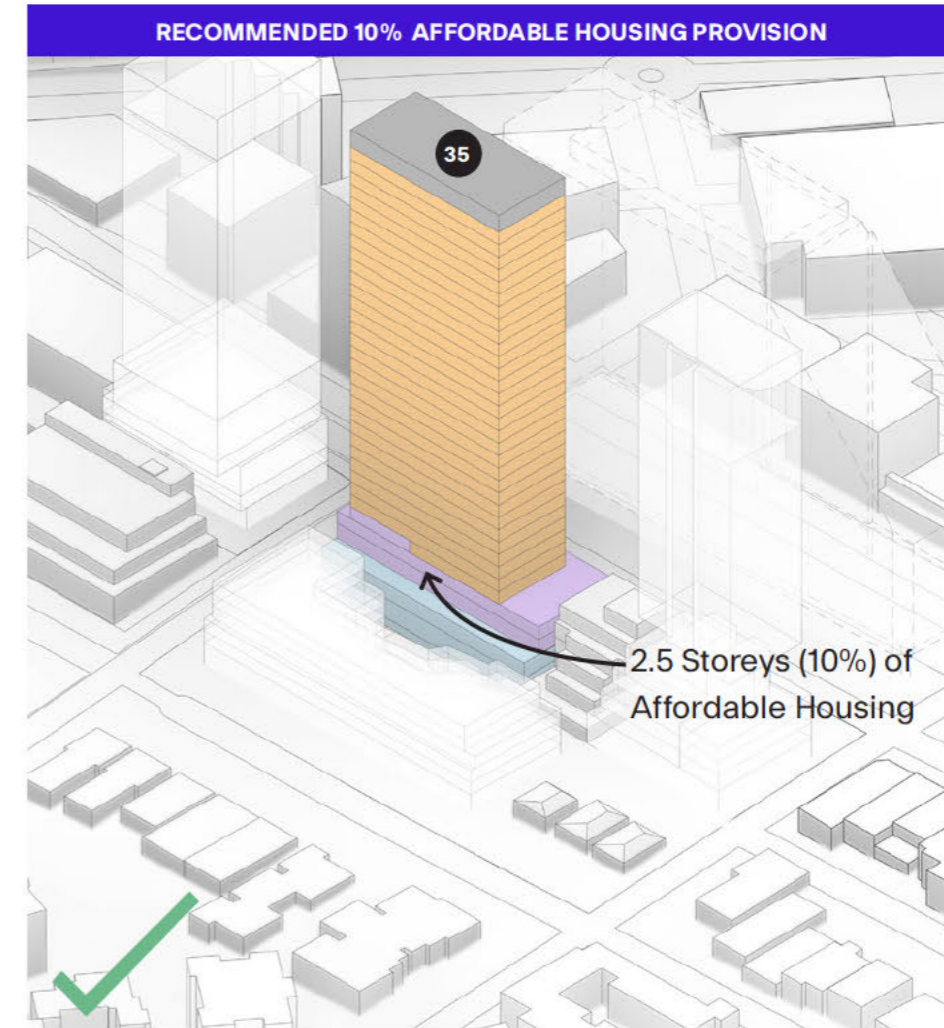 RECOMMENDED 10% AFFORDABLE HOUSING PROVISION
35
2.5 Storeys (10%) of
Affordable Housing